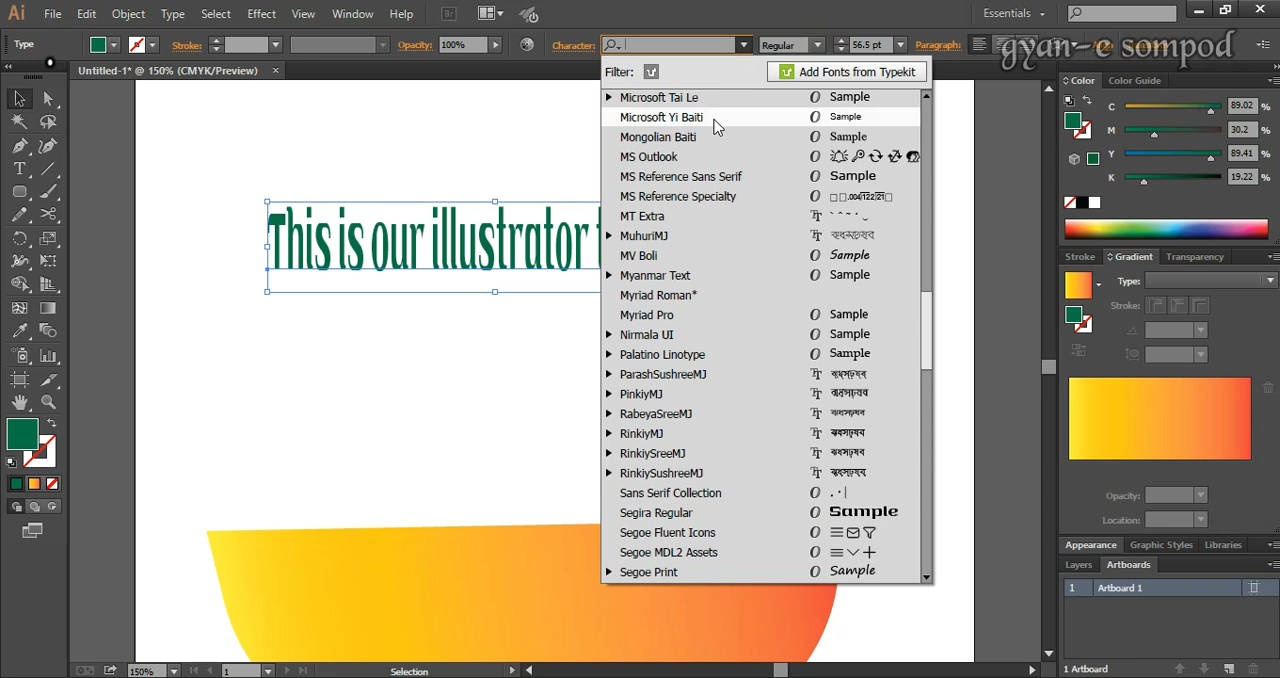 Ai File Edit Object Type Select Effect View Window Help Br Essentials
Type Stroke: Opacity: 100% Character: Regular 56.5 pt Paragraph:
gyan-e sompod
Untitled-1* @ 150% (CMYK/Preview) ×
Filter: Add Fonts from Typekit
Microsoft Tai Le Sample
Microsoft Yi Baiti Sample
Mongolian Baiti Sample
MS Outlook
MS Reference Sans Serif Sample
MS Reference Specialty
MT Extra
MuhuriMJ
MV Boli Sample
Myanmar Text Sample
Myriad Roman*
Myriad Pro Sample
Nirmala UI Sample
Palatino Linotype Sample
ParashSushreeMJ
PinkiyMJ
RabeyaSreeMJ
RinkiyMJ
RinkiySreeMJ
RinkiySushreeMJ
Sans Serif Collection
Segira Regular Sample
Segoe Fluent Icons
Segoe MDL2 Assets
Segoe Print Sample
This is our illustrator
Color Color Guide
C 89.02 %
M 30.2 %
Y 89.41 %
K 19.22 %
Stroke Gradient Transparency
Type:
Stroke:
Opacity:
Location:
Appearance Graphic Styles Libraries
Layers Artboards
1 Artboard 1
1 Artboard
150% 1 Selection